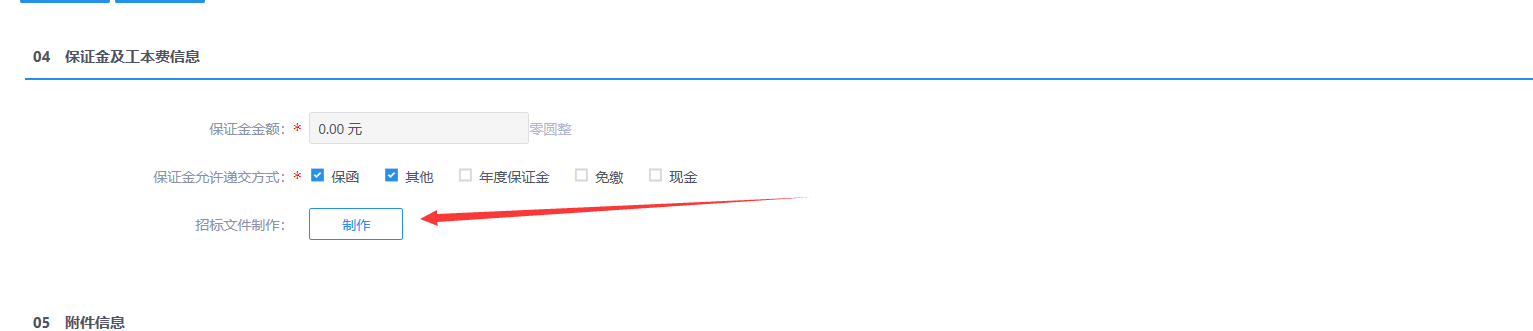 04 保证金及工本费信息
保证金金额: * 0.00 元 零圆整
保证金允许递交方式: * 保函 其他 年度保证金 免缴 现金
招标文件制作: 制作
05 附件信息